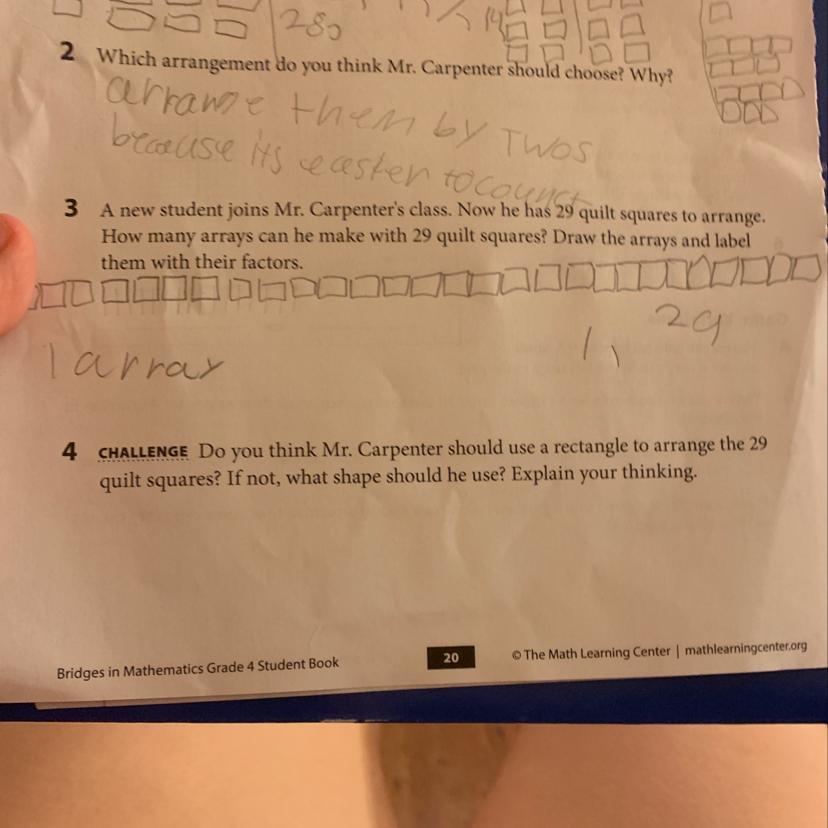 280
14
2 Which arrangement do you think Mr. Carpenter should choose? Why?
arrange them by Twos
because its easter to count
3 A new student joins Mr. Carpenter's class. Now he has 29 quilt squares to arrange.
How many arrays can he make with 29 quilt squares? Draw the arrays and label
them with their factors.
1, 29
1 array
4 CHALLENGE Do you think Mr. Carpenter should use a rectangle to arrange the 29
quilt squares? If not, what shape should he use? Explain your thinking.
Bridges in Mathematics Grade 4 Student Book 20 © The Math Learning Center | mathlearningcenter.org